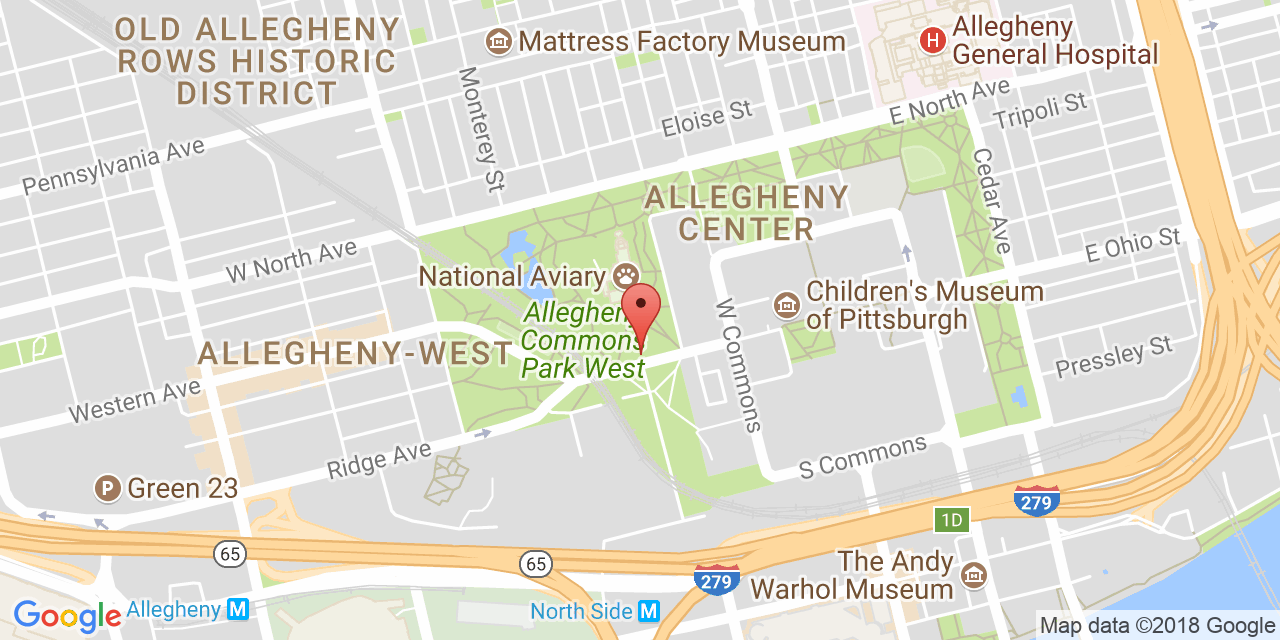 OLD ALLEGHENY
ROWS HISTORIC
DISTRICT
Mattress Factory Museum
H
Allegheny
General Hospital
Monterey St
Eloise St
E North Ave
Tripoli St
Pennsylvania Ave
Cedar Ave
ALLEGHENY
CENTER
W North Ave
E Ohio St
National Aviary
Allegheny
Commons
Park West
Children's Museum
of Pittsburgh
W Commons
ALLEGHENY-WEST
Pressley St
Western Ave
Ridge Ave
S Commons
P
Green 23
279
1D
65
65
279
The Andy
Warhol Museum
Google
Allegheny M
North Side M
Map data ©2018 Google